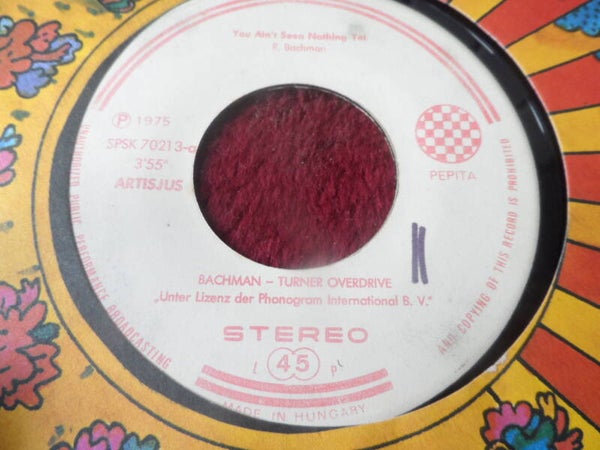 You Ain't Seen Nothing Yet
R. Bachman
Ⓟ 1975
SPSK 70213-a
3'55"
ARTISJUS
PEPITA
BACHMAN – TURNER OVERDRIVE
„Unter Lizenz der Phonogram International B. V."
STEREO
L 45 P
MADE IN HUNGARY
UNAUTHORIZED PUBLIC PERFORMANCE BROADCASTING
AND COPYING OF THIS RECORD IS PROHIBITED